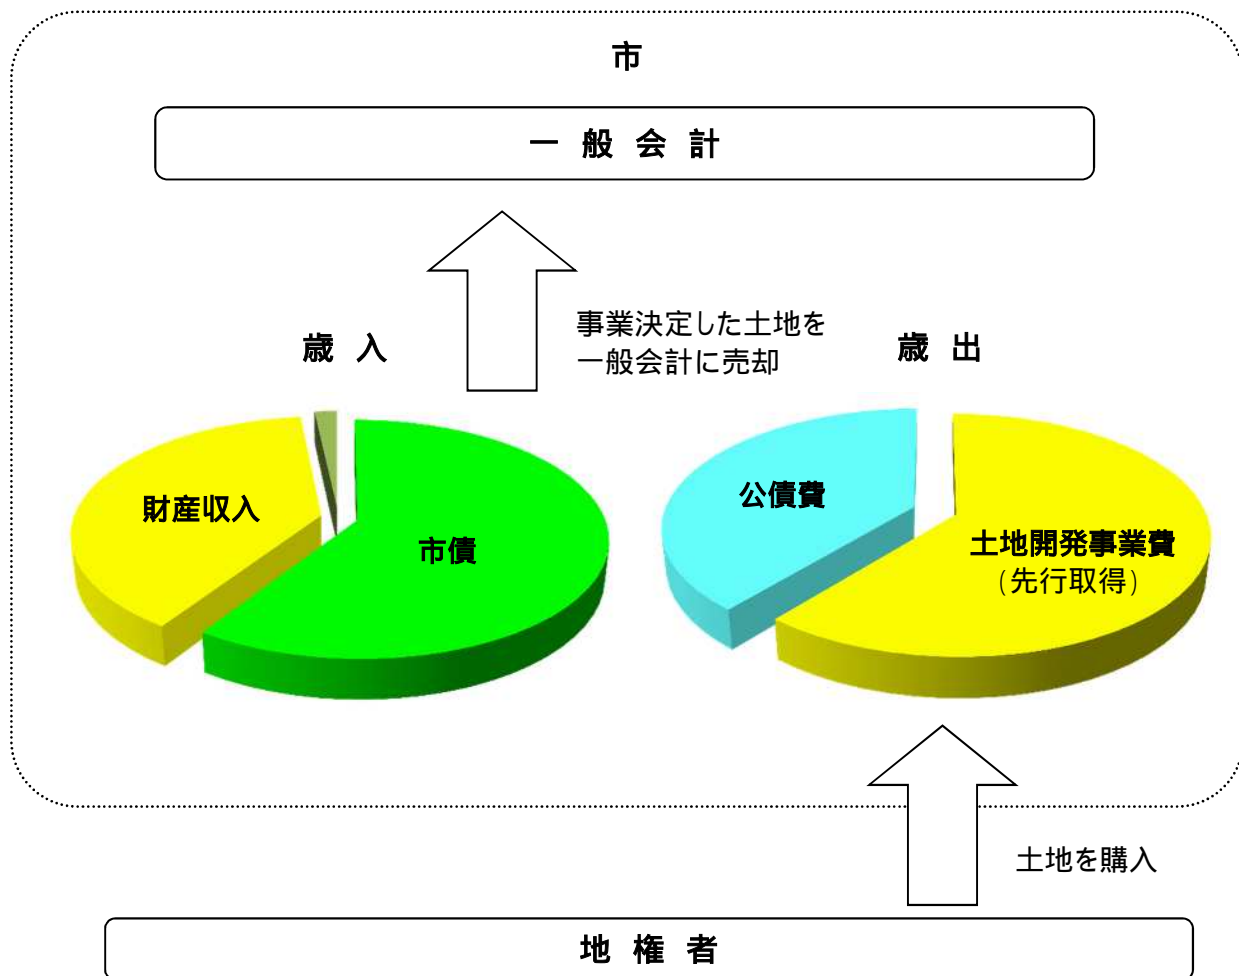 市
一 般 会 計
事業決定した土地を
一般会計に売却
歳 入
歳 出
財産収入
市債
公債費
土地開発事業費
(先行取得)
土地を購入
地 権 者